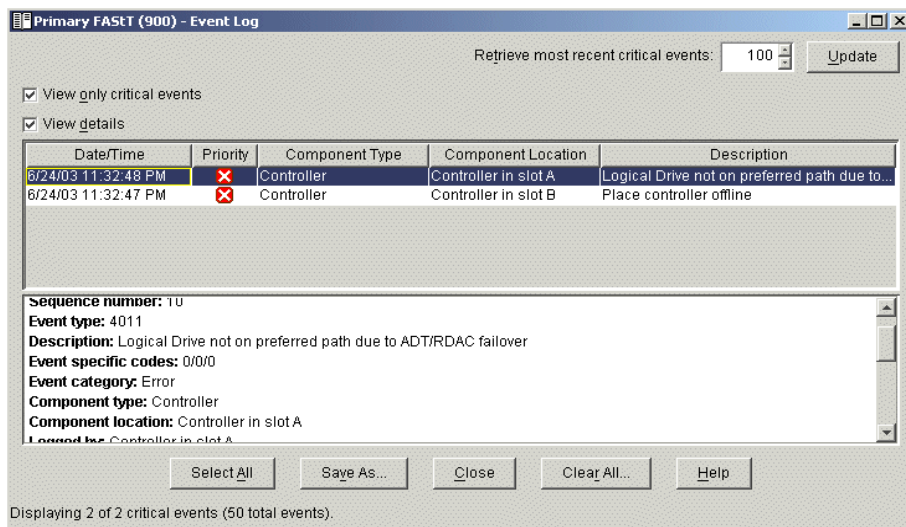 Primary FAStT (900) - Event Log
Retrieve most recent critical events: 100 Update
View only critical events
View details
Date/Time Priority Component Type Component Location Description
6/24/03 11:32:48 PM Controller Controller in slot A Logical Drive not on preferred path due to...
6/24/03 11:32:47 PM Controller Controller in slot B Place controller offline
Sequence number: 10
Event type: 4011
Description: Logical Drive not on preferred path due to ADT/RDAC failover
Event specific codes: 0/0/0
Event category: Error
Component type: Controller
Component location: Controller in slot A
Logged by: Controller in slot A
Select All Save As... Close Clear All... Help
Displaying 2 of 2 critical events (50 total events).